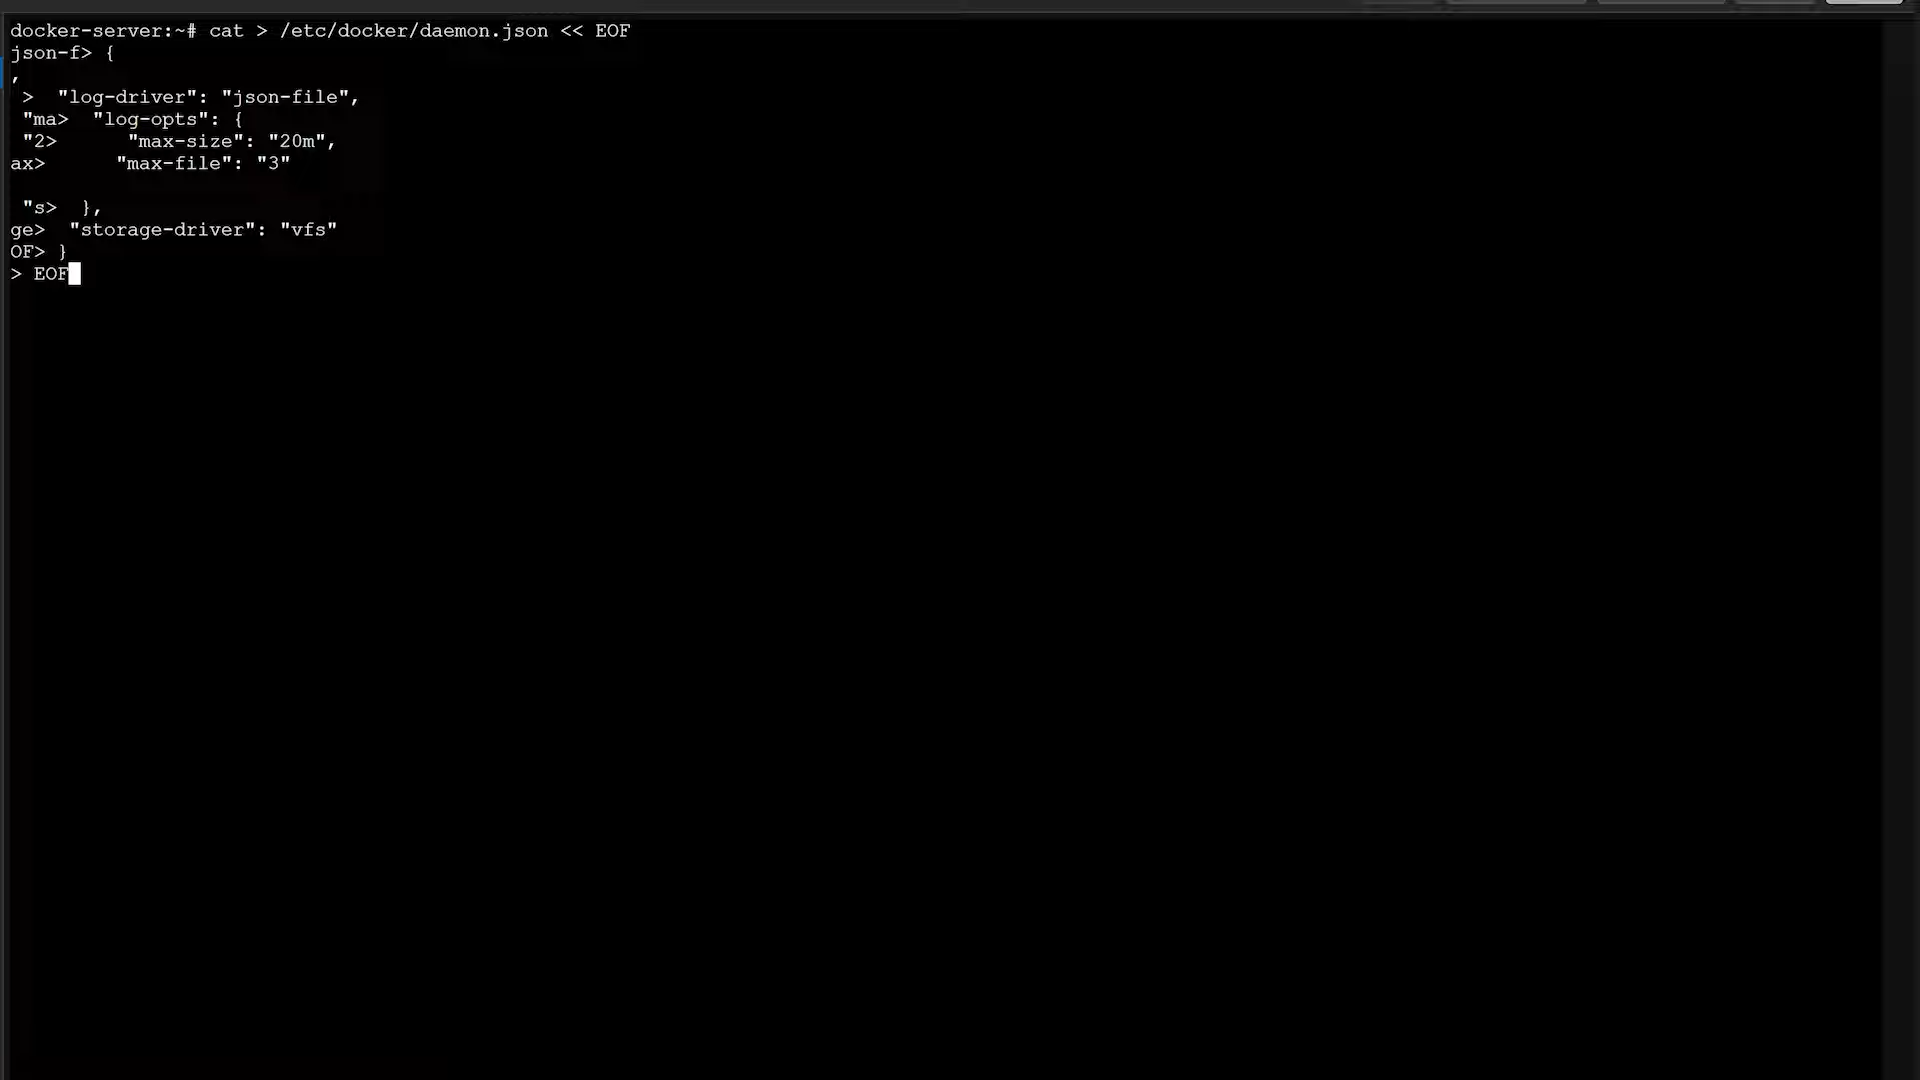 docker-server:~# cat > /etc/docker/daemon.json << EOF
json-f> {
,
 >  "log-driver": "json-file",
 "ma>  "log-opts": {
 "2>      "max-size": "20m",
ax>      "max-file": "3"
 "s>  },
ge>  "storage-driver": "vfs"
OF> }
> EOF